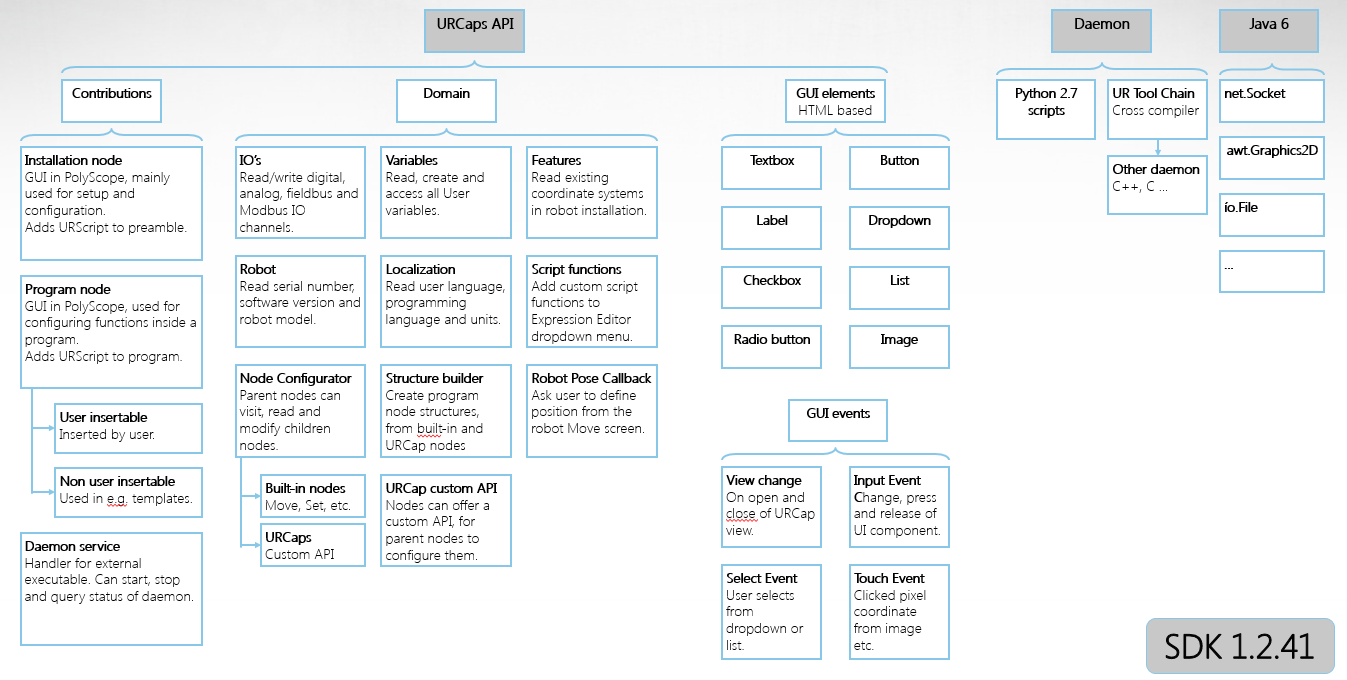 URCaps API
Contributions
Installation node
GUI in PolyScope, mainly
used for setup and
configuration.
Adds URScript to preamble.
Program node
GUI in PolyScope, used for
configuring functions inside a
program.
Adds URScript to program.
User insertable
Inserted by user.
Non user insertable
Used in e.g. templates.
Daemon service
Handler for external
executable. Can start, stop
and query status of daemon.
Domain
IO's
Read/write digital,
analog, fieldbus and
Modbus IO
channels.
Variables
Read, create and
access all User
variables.
Features
Read existing
coordinate systems
in robot installation.
Robot
Read serial number,
software version and
robot model.
Localization
Read user language,
programming
language and units.
Script functions
Add custom script
functions to
Expression Editor
dropdown menu.
Node Configurator
Parent nodes can
visit, read and
modify children
nodes.
Structure builder
Create program
node structures,
from built-in and
URCap nodes
Robot Pose Callback
Ask user to define
position from the
robot Move screen.
Built-in nodes
Move, Set, etc.
URCaps
Custom API
URCap custom API
Nodes can offer a
custom API, for
parent nodes to
configure them.
GUI elements
HTML based
Textbox
Button
Label
Dropdown
Checkbox
List
Radio button
Image
GUI events
View change
On open and
close of URCap
view.
Input Event
Change, press
and release of
UI component.
Select Event
User selects
from
dropdown or
list.
Touch Event
Clicked pixel
coordinate
from image
etc.
Daemon
Python 2.7
scripts
UR Tool Chain
Cross compiler
Other daemon
C++, C ...
Java 6
net.Socket
awt.Graphics2D
ío.File
...
SDK 1.2.41